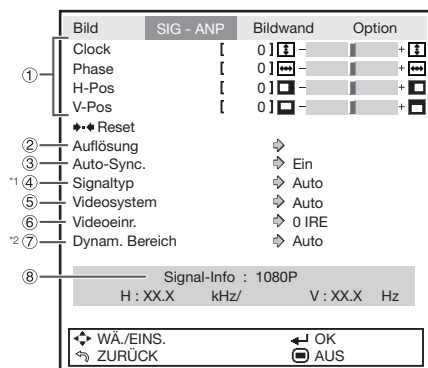 Bild SIG - ANP Bildwand Option
① Clock [ 0 ] - +
Phase [ 0 ] - +
H-Pos [ 0 ] - +
V-Pos [ 0 ] - +
Reset
② Auflösung
③ Auto-Sync. Ein
*1 ④ Signaltyp Auto
⑤ Videosystem Auto
⑥ Videoeinr. 0 IRE
*2 ⑦ Dynam. Bereich Auto
⑧ Signal-Info : 1080P
H : XX.X kHz/ V : XX.X Hz
WÄ./EINS. OK
ZURÜCK AUS